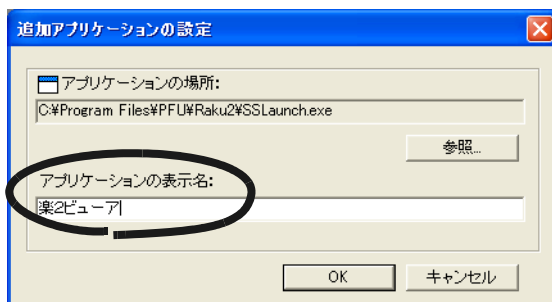 追加アプリケーションの設定
アプリケーションの場所:
C:¥Program Files¥PFU¥Raku2¥SSLaunch.exe
参照...
アプリケーションの表示名:
楽2ビューア
OK
キャンセル